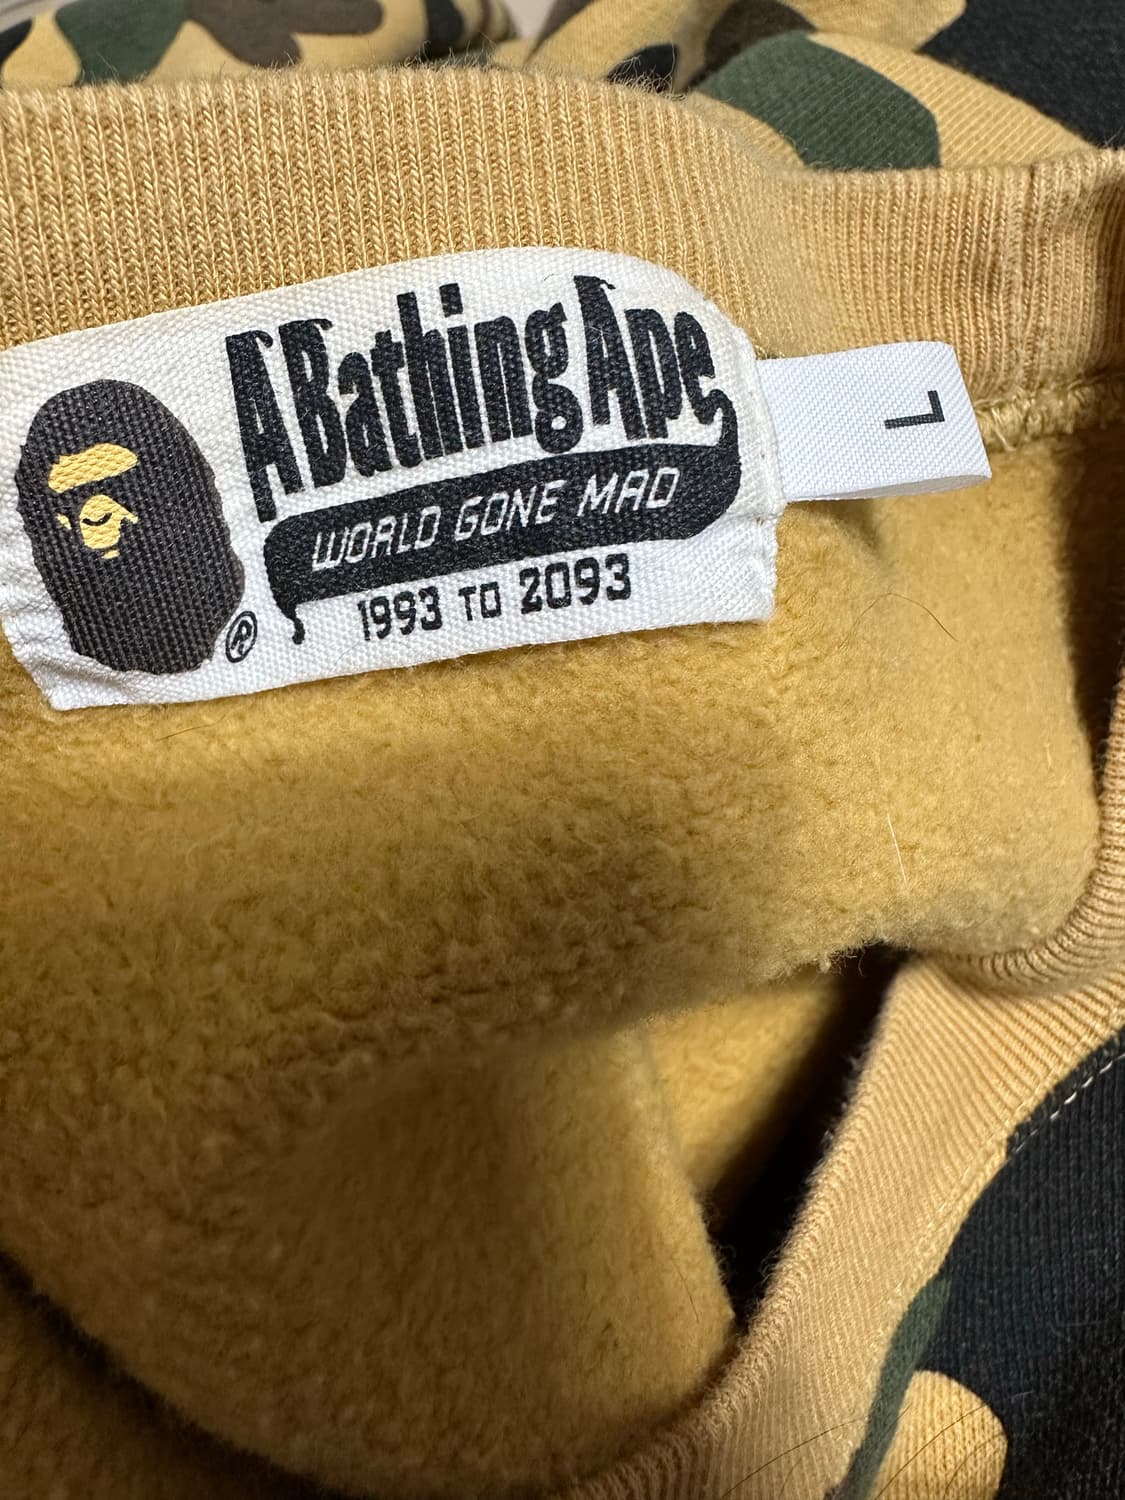 A Bathing Ape
WORLD GONE MAD
1993 TO 2093
®
L